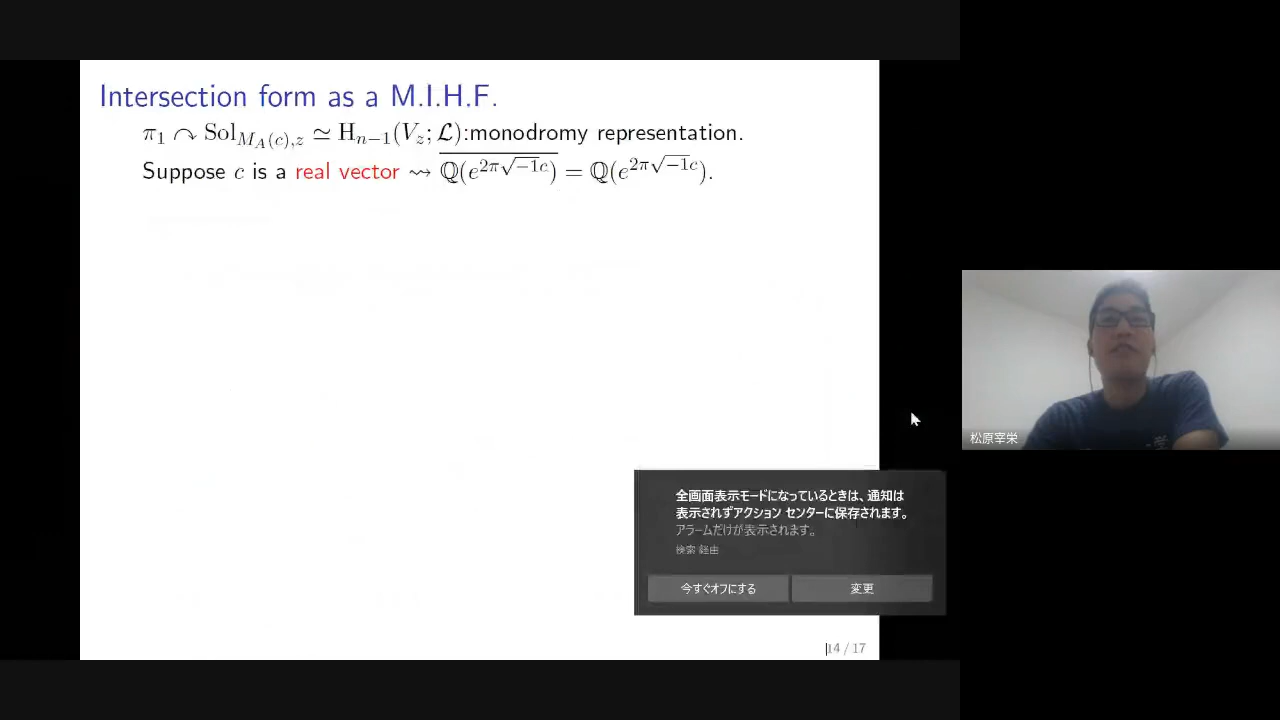 Intersection form as a M.I.H.F.
π₁ ↷ Sol_{M_A(c),z} ≃ H_{n−1}(V_z; 𝓛):monodromy representation.
Suppose c is a real vector ⇝ \overline{ℚ(e^{2π√−1c})} = ℚ(e^{2π√−1c}).
松原宰栄
全画面表示モードになっているときは、通知は
表示されずアクション センターに保存されます。
アラームだけが表示されます。
検索 経由
今すぐオフにする
変更
14 / 17